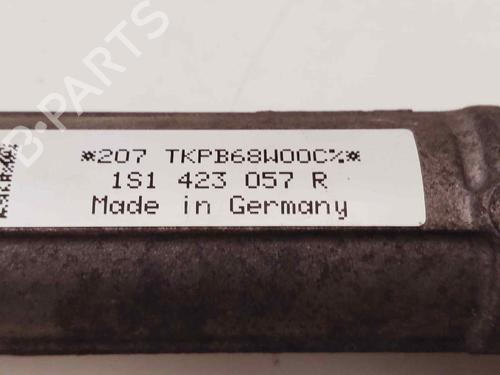 *207 TKPB68W00C%*
1S1 423 057 R
Made in Germany
B-PARTS